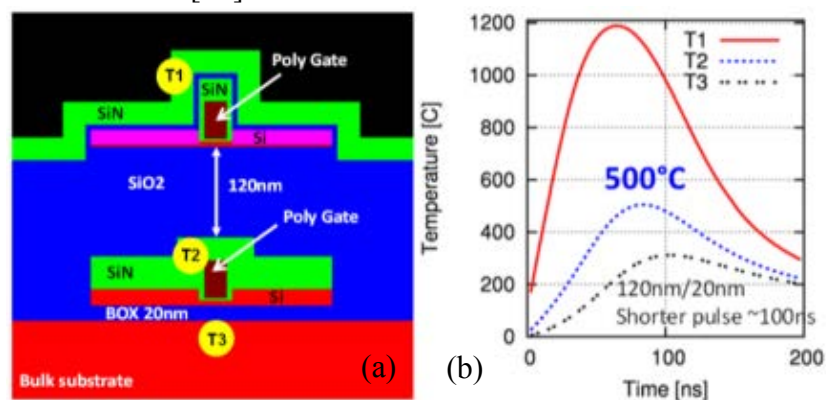 T1
Poly Gate
SiN
SiN
Si
SiO2
120nm
Poly Gate
T2
SiN
Si
BOX 20nm
T3
Bulk substrate
(a)
(b)
Temperature [C]
1200
1000
800
600
400
200
0
T1
T2
T3
500°C
120nm/20nm
Shorter pulse ~100ns
0
100
200
Time [ns]